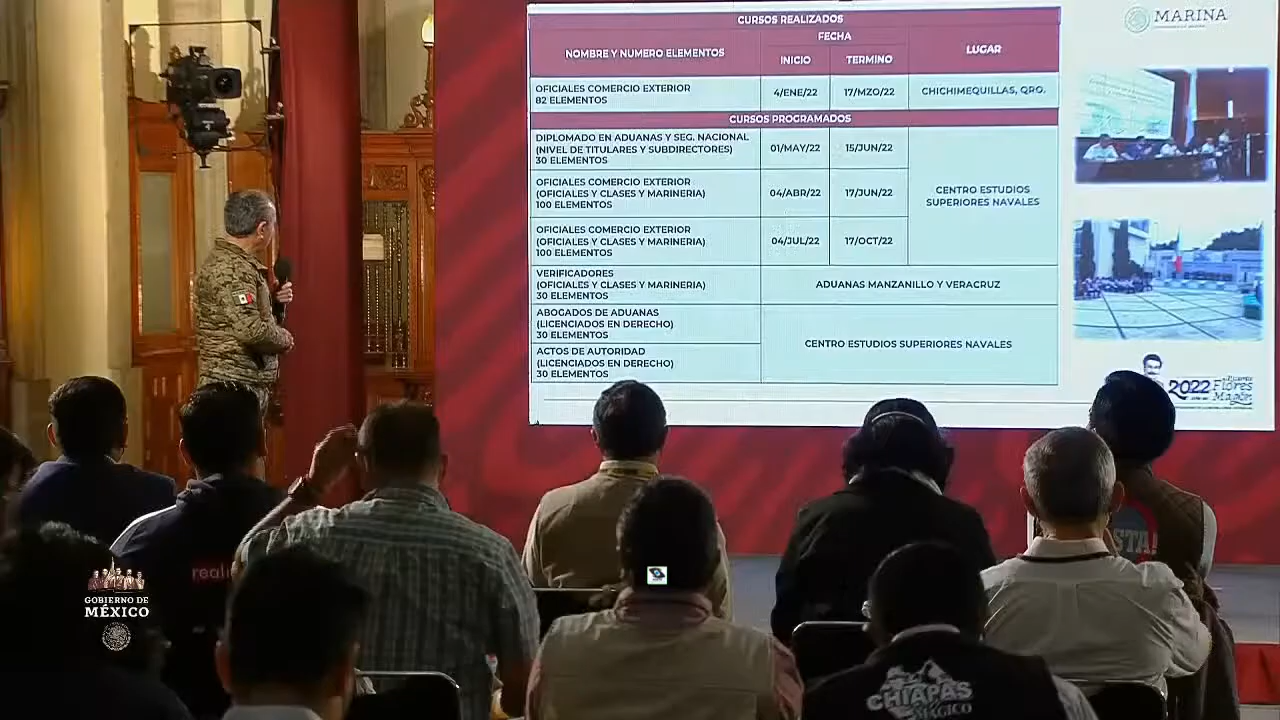 CURSOS REALIZADOS
NOMBRE Y NUMERO ELEMENTOS
FECHA
INICIO
TERMINO
LUGAR
OFICIALES COMERCIO EXTERIOR
82 ELEMENTOS
4/ENE/22
17/MZO/22
CHICHIMEQUILLAS, QRO.
CURSOS PROGRAMADOS
DIPLOMADO EN ADUANAS Y SEG. NACIONAL
(NIVEL DE TITULARES Y SUBDIRECTORES)
30 ELEMENTOS
01/MAY/22
15/JUN/22
OFICIALES COMERCIO EXTERIOR
(OFICIALES Y CLASES Y MARINERIA)
100 ELEMENTOS
04/ABR/22
17/JUN/22
CENTRO ESTUDIOS
SUPERIORES NAVALES
OFICIALES COMERCIO EXTERIOR
(OFICIALES Y CLASES Y MARINERIA)
100 ELEMENTOS
04/JUL/22
17/OCT/22
VERIFICADORES
(OFICIALES Y CLASES Y MARINERIA)
30 ELEMENTOS
ADUANAS MANZANILLO Y VERACRUZ
ABOGADOS DE ADUANAS
(LICENCIADOS EN DERECHO)
30 ELEMENTOS
CENTRO ESTUDIOS SUPERIORES NAVALES
ACTOS DE AUTORIDAD
(LICENCIADOS EN DERECHO)
30 ELEMENTOS
MARINA
2022 Flores
Magón
STA!
reali
GOBIERNO DE
MÉXICO
CHIAPAS
MÁGICO